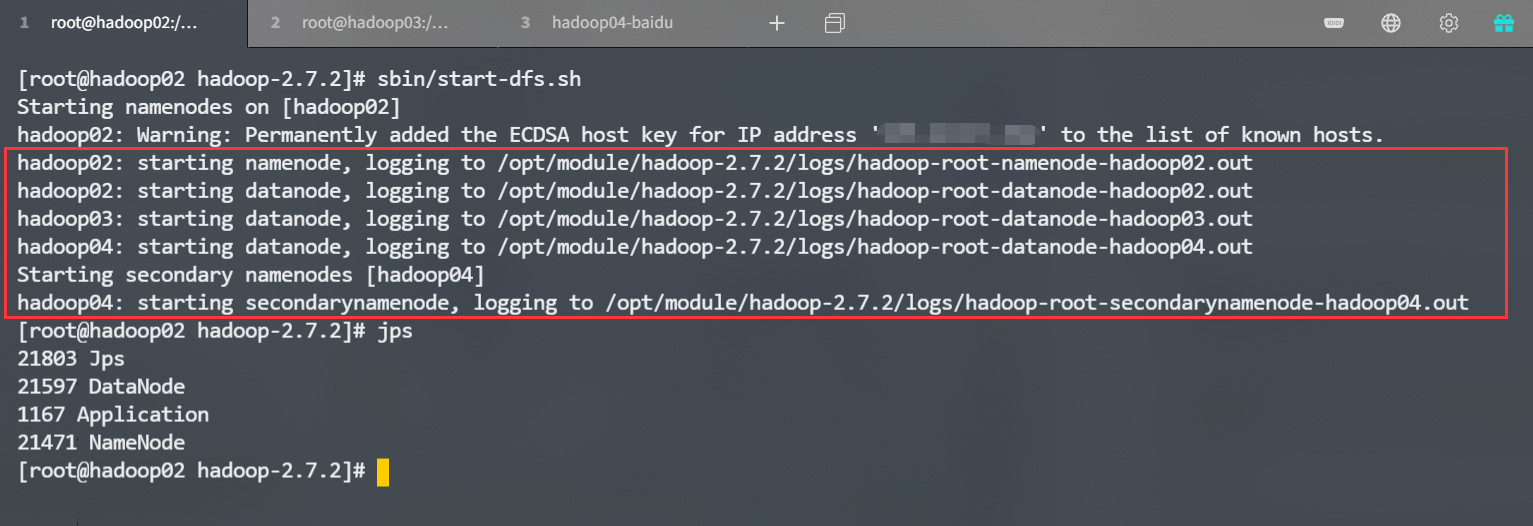 1 root@hadoop02:/... 2 root@hadoop03:/... 3 hadoop04-baidu
[root@hadoop02 hadoop-2.7.2]# sbin/start-dfs.sh
Starting namenodes on [hadoop02]
hadoop02: Warning: Permanently added the ECDSA host key for IP address '' to the list of known hosts.
hadoop02: starting namenode, logging to /opt/module/hadoop-2.7.2/logs/hadoop-root-namenode-hadoop02.out
hadoop02: starting datanode, logging to /opt/module/hadoop-2.7.2/logs/hadoop-root-datanode-hadoop02.out
hadoop03: starting datanode, logging to /opt/module/hadoop-2.7.2/logs/hadoop-root-datanode-hadoop03.out
hadoop04: starting datanode, logging to /opt/module/hadoop-2.7.2/logs/hadoop-root-datanode-hadoop04.out
Starting secondary namenodes [hadoop04]
hadoop04: starting secondarynamenode, logging to /opt/module/hadoop-2.7.2/logs/hadoop-root-secondarynamenode-hadoop04.out
[root@hadoop02 hadoop-2.7.2]# jps
21803 Jps
21597 DataNode
1167 Application
21471 NameNode
[root@hadoop02 hadoop-2.7.2]#